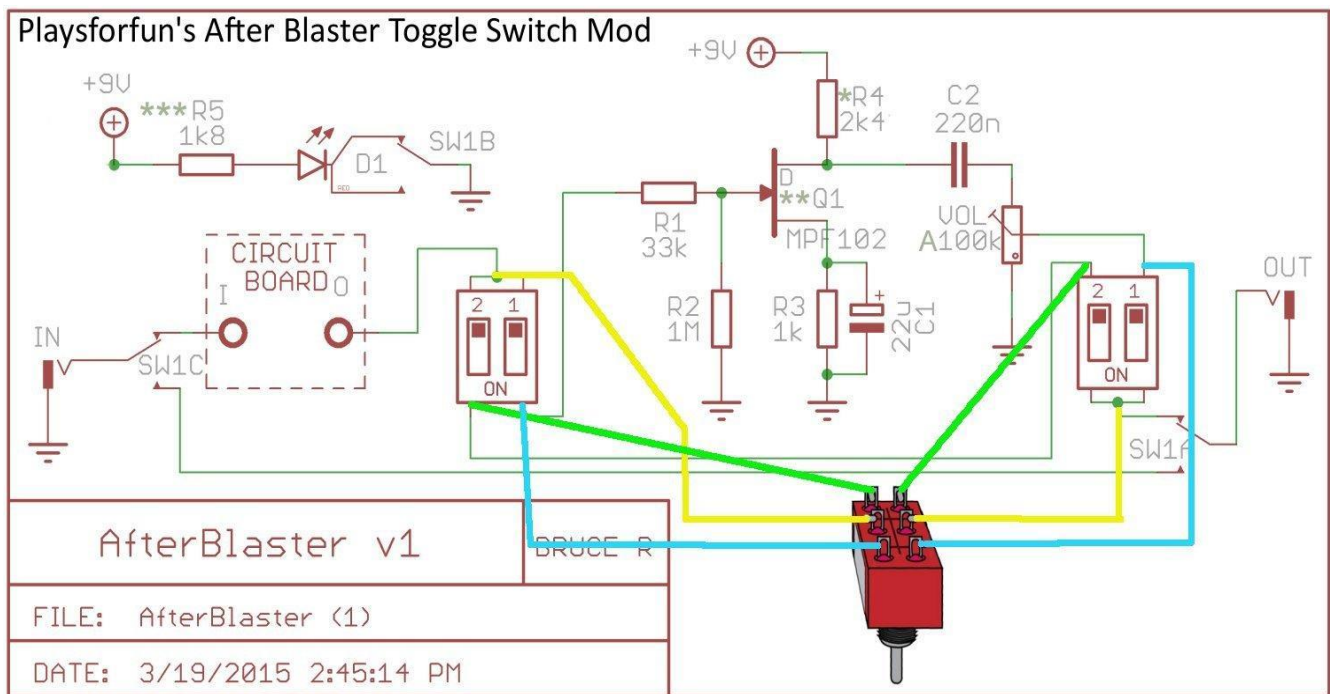 Playsforfun's After Blaster Toggle Switch Mod
+9V
***R5
1k8
D1
RED
SW1B
+9V
*R4
2k4
C2
220n
D
**Q1
MPF102
R1
33k
VOL
A100k
CIRCUIT
BOARD
I
O
IN
SW1C
2 1
ON
R2
1M
R3
1k
+
22u
C1
2 1
ON
OUT
SW1A
AfterBlaster v1
BRUCE R
FILE: AfterBlaster (1)
DATE: 3/19/2015 2:45:14 PM